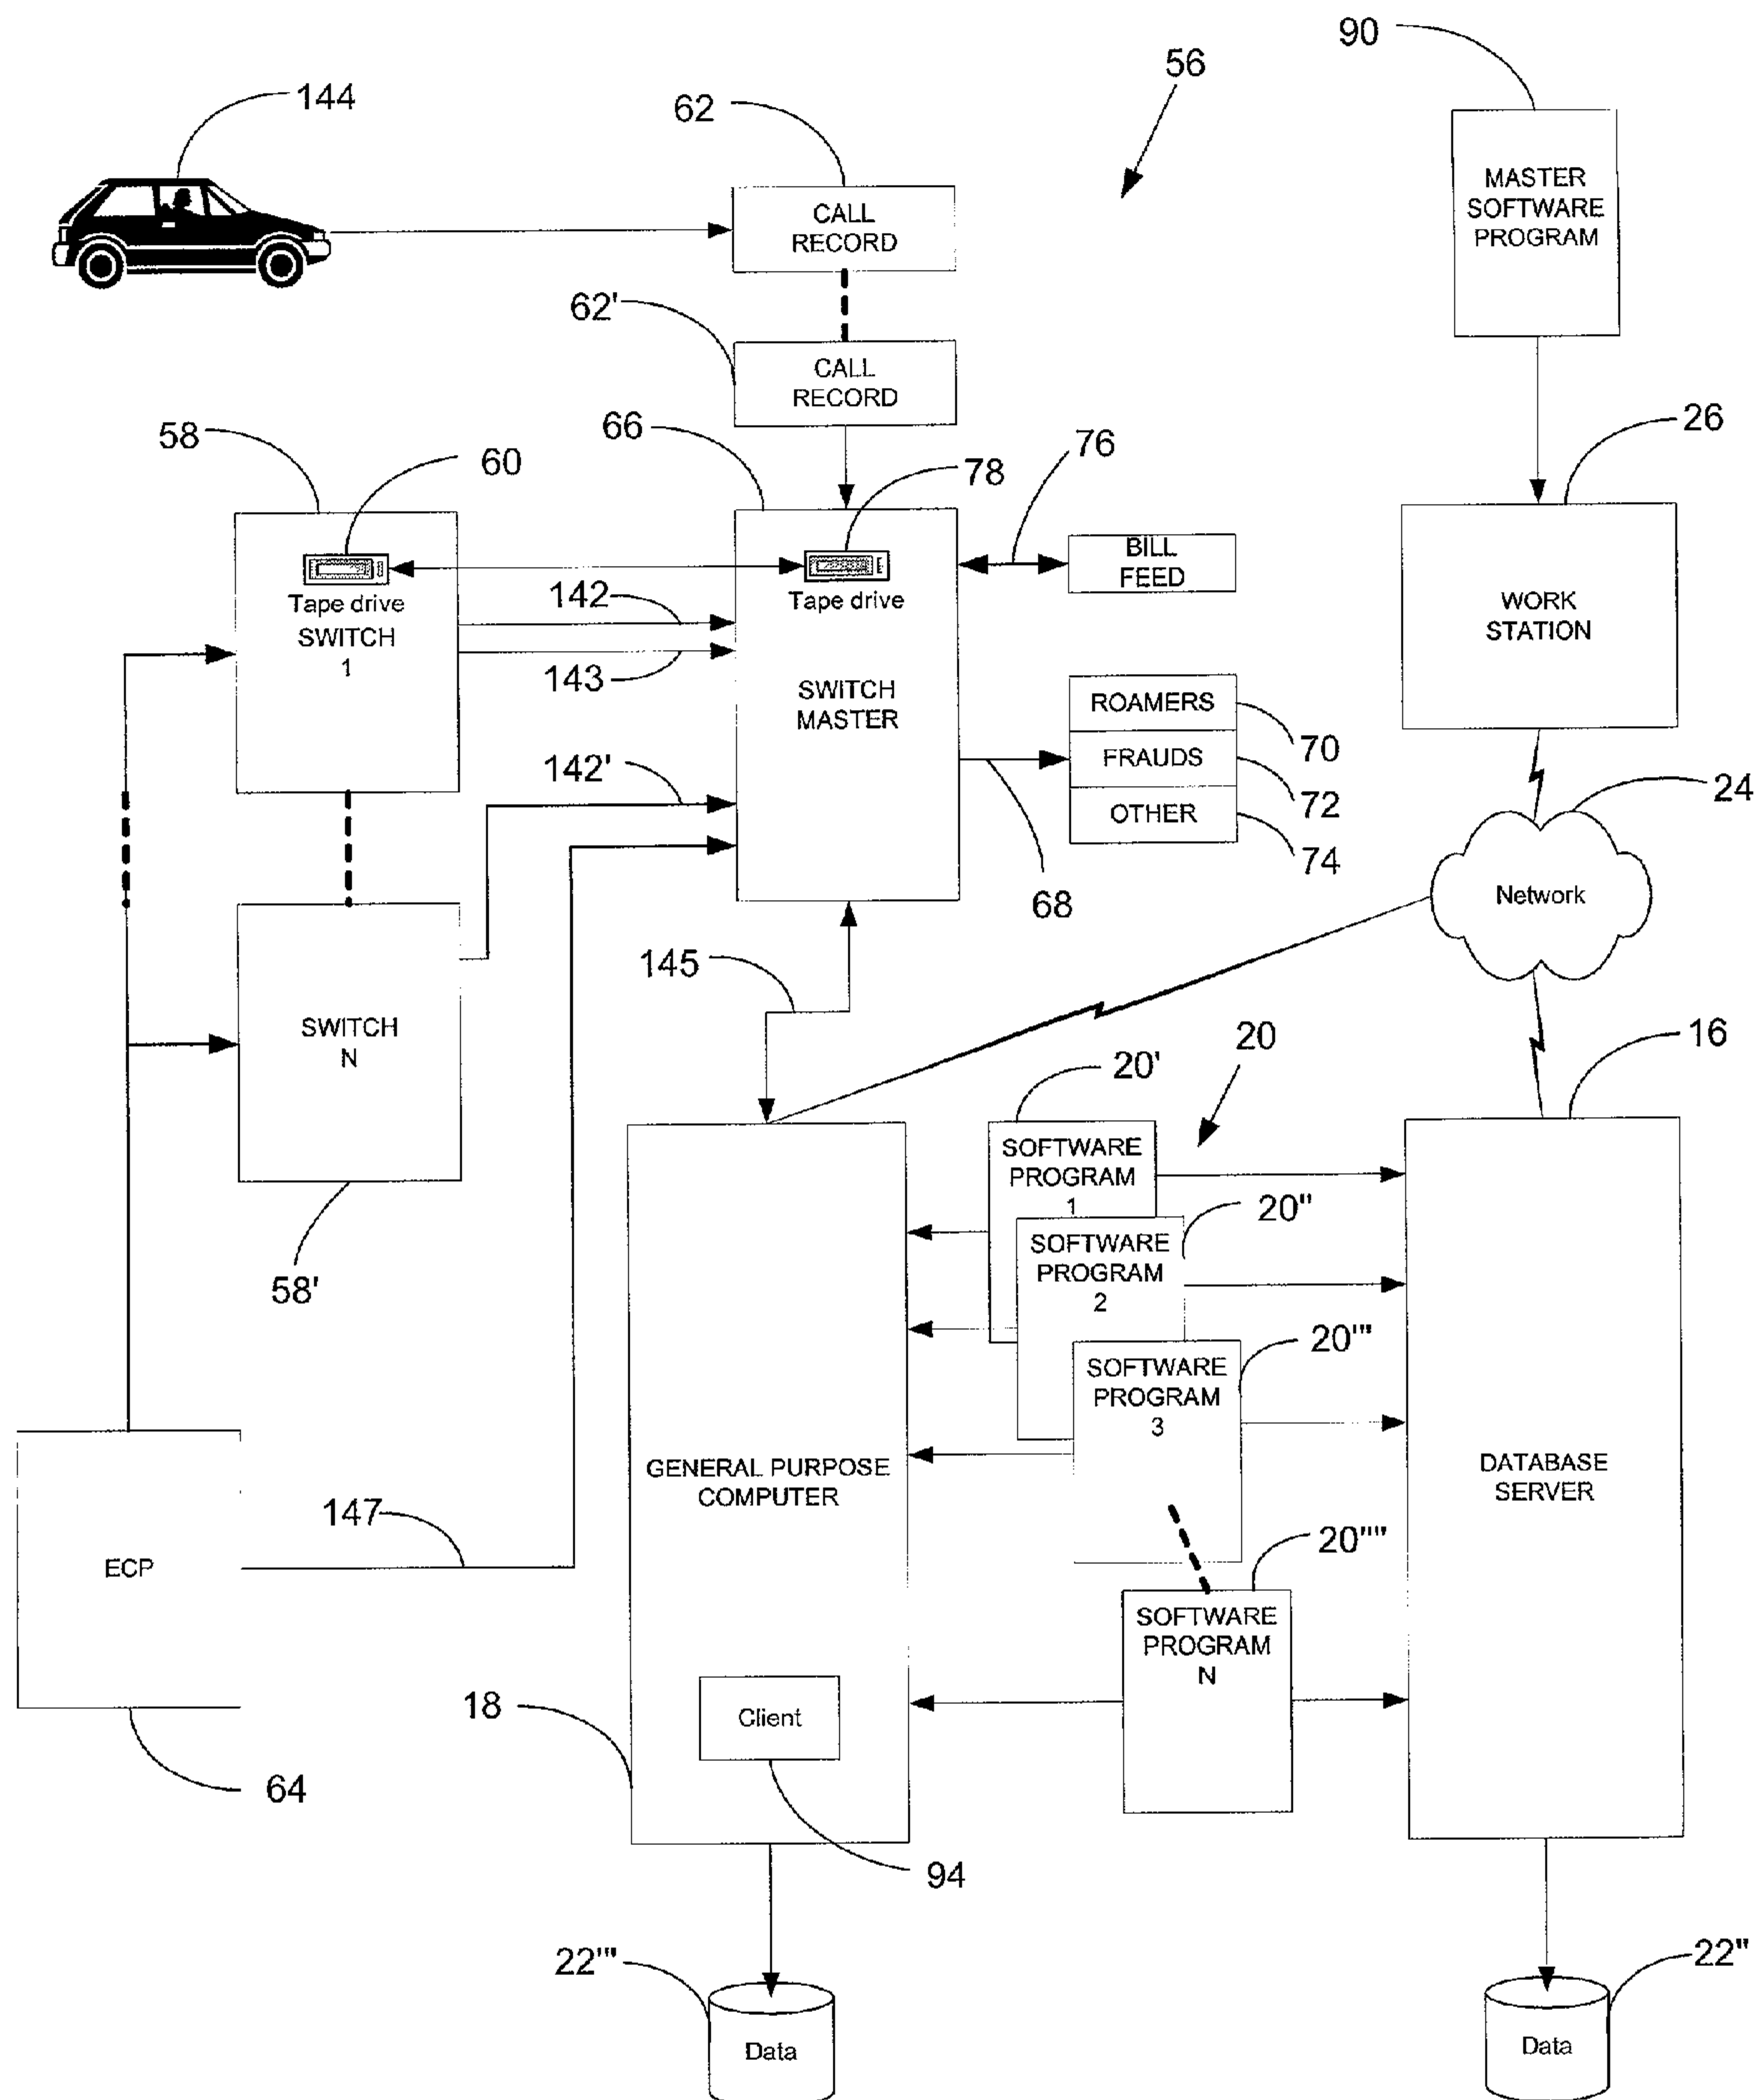 90
56
144
62
CALL
RECORD
MASTER
SOFTWARE
PROGRAM
62'
CALL
RECORD
58
60
66
78
76
26
Tape drive
SWITCH
1
142
143
Tape drive
SWITCH
MASTER
BILL
FEED
WORK
STATION
ROAMERS
70
FRAUDS
72
OTHER
74
68
142'
24
Network
145
SWITCH
N
58'
20'
20
16
SOFTWARE
PROGRAM
1
20"
SOFTWARE
PROGRAM
2
20'"
SOFTWARE
PROGRAM
3
GENERAL PURPOSE
COMPUTER
DATABASE
SERVER
147
ECP
20""
SOFTWARE
PROGRAM
N
18
Client
64
94
22'"
Data
22"
Data